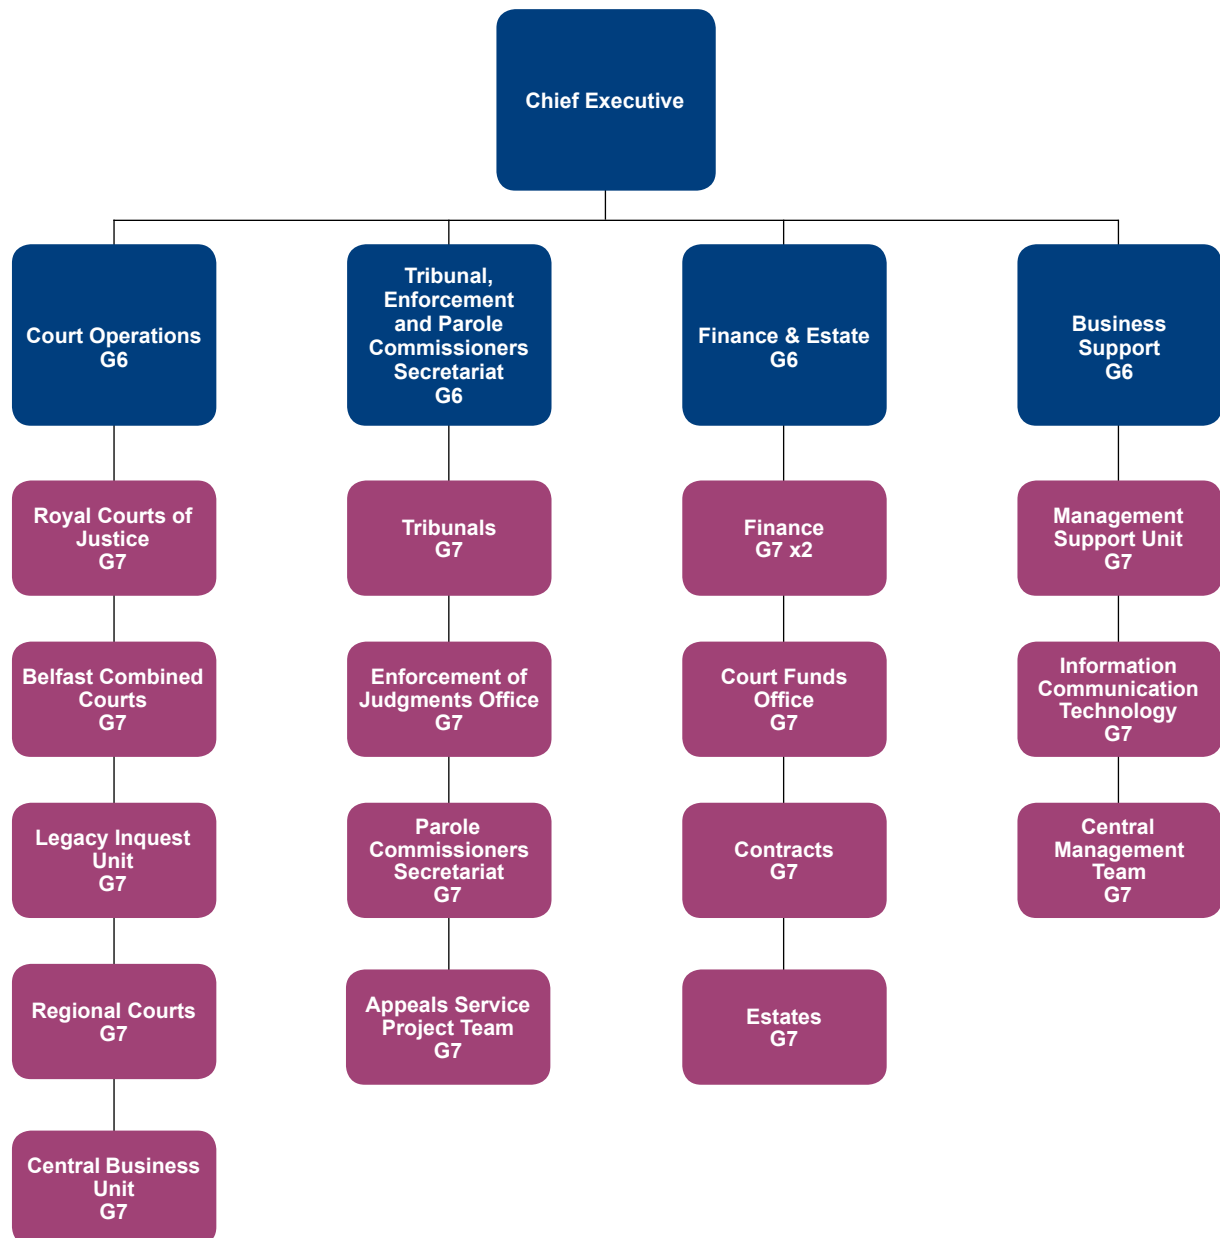 Chief Executive
Court Operations
G6
Tribunal,
Enforcement
and Parole
Commissioners
Secretariat
G6
Finance & Estate
G6
Business
Support
G6
Royal Courts of
Justice
G7
Tribunals
G7
Finance
G7 x2
Management
Support Unit
G7
Belfast Combined
Courts
G7
Enforcement of
Judgments Office
G7
Court Funds
Office
G7
Information
Communication
Technology
G7
Legacy Inquest
Unit
G7
Parole
Commissioners
Secretariat
G7
Contracts
G7
Central
Management
Team
G7
Regional Courts
G7
Appeals Service
Project Team
G7
Estates
G7
Central Business
Unit
G7